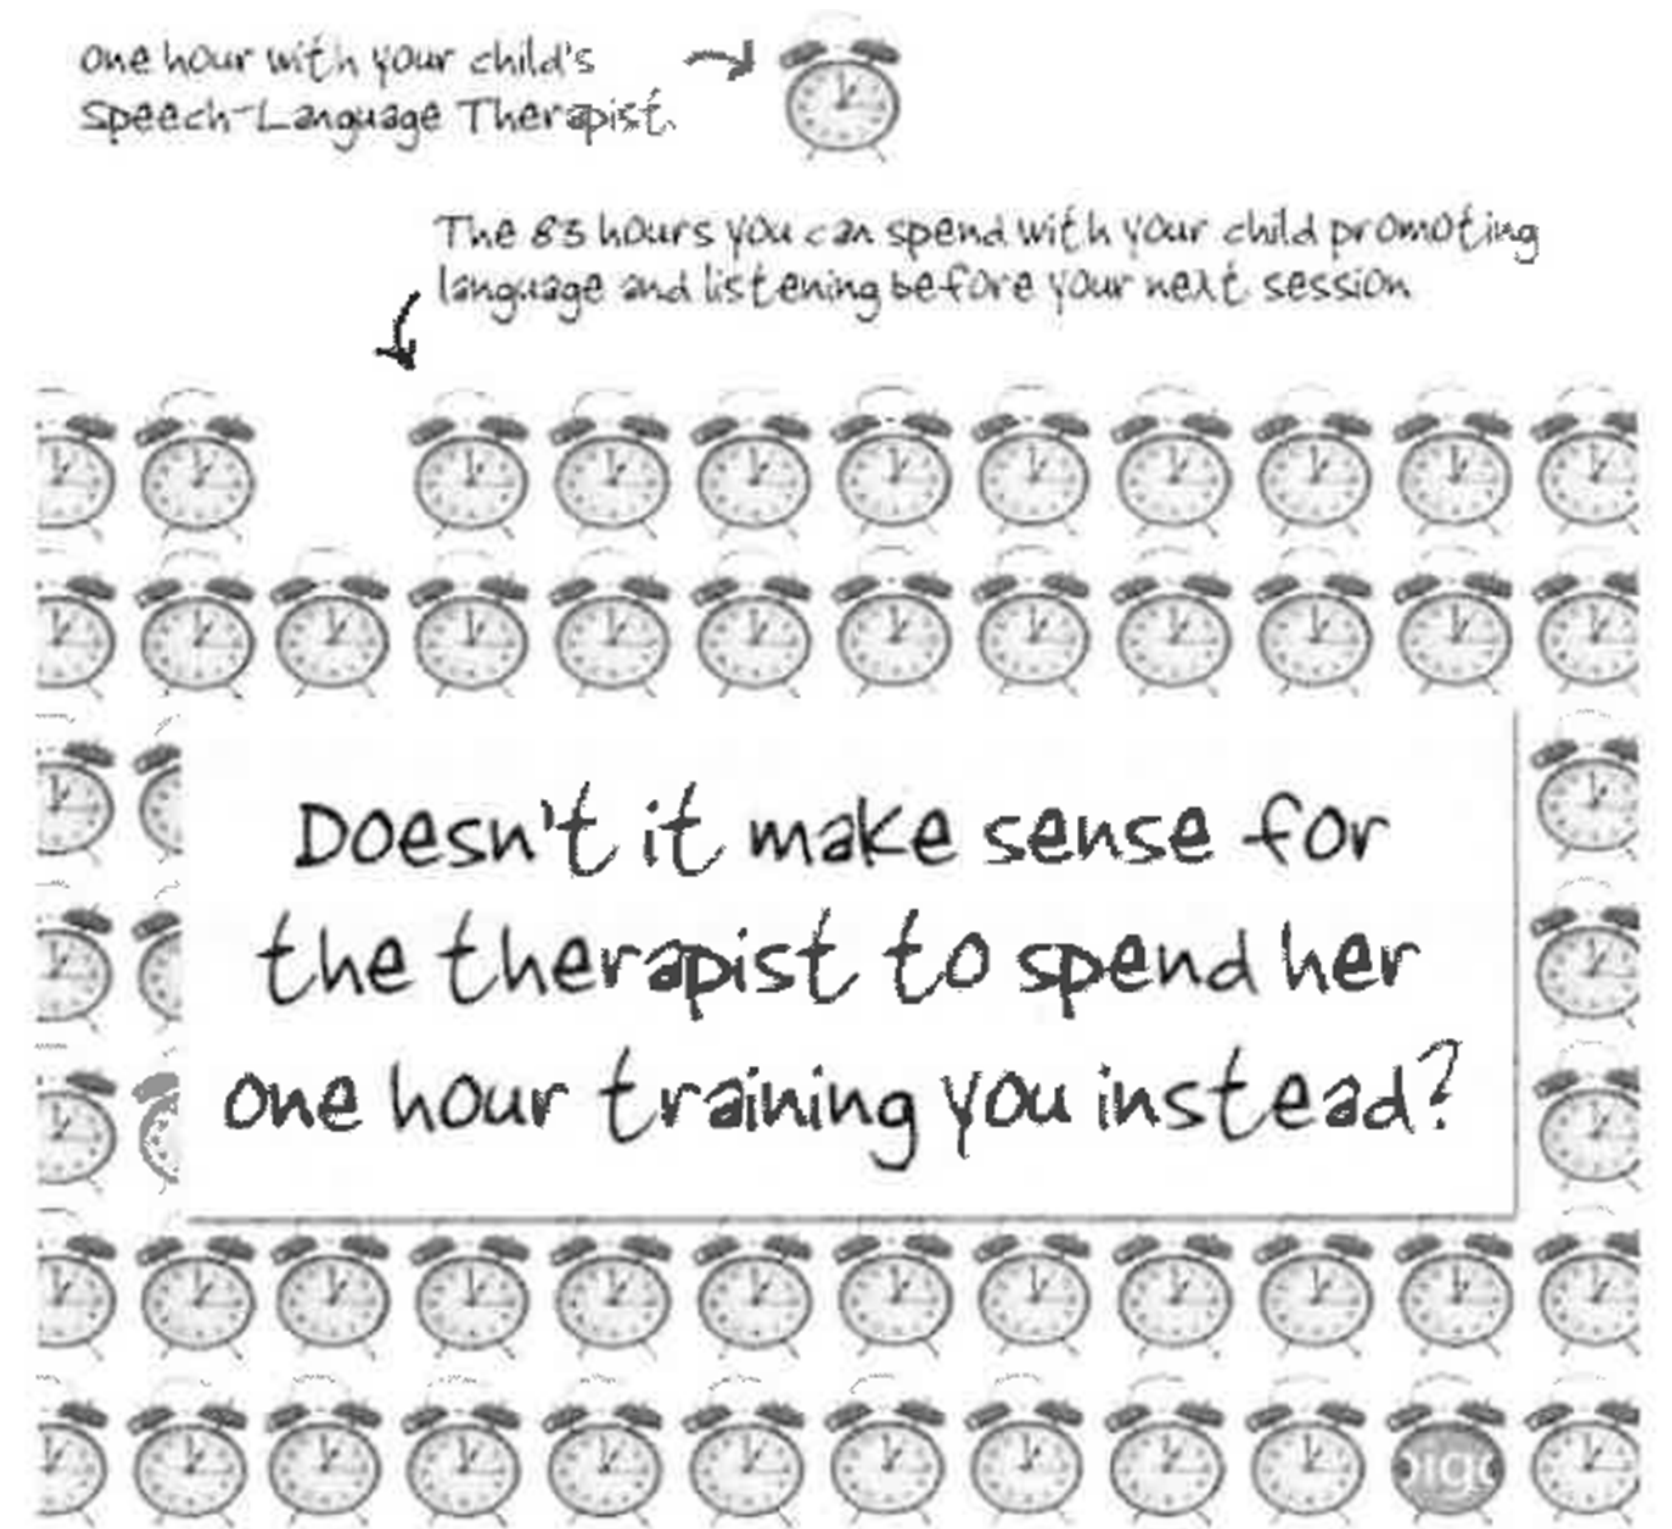 one hour with your child's
Speech-Language Therapist.
The 83 hours you can spend with your child promoting
language and listening before your next session
Doesn't it make sense for
the therapist to spend her
one hour training you instead?